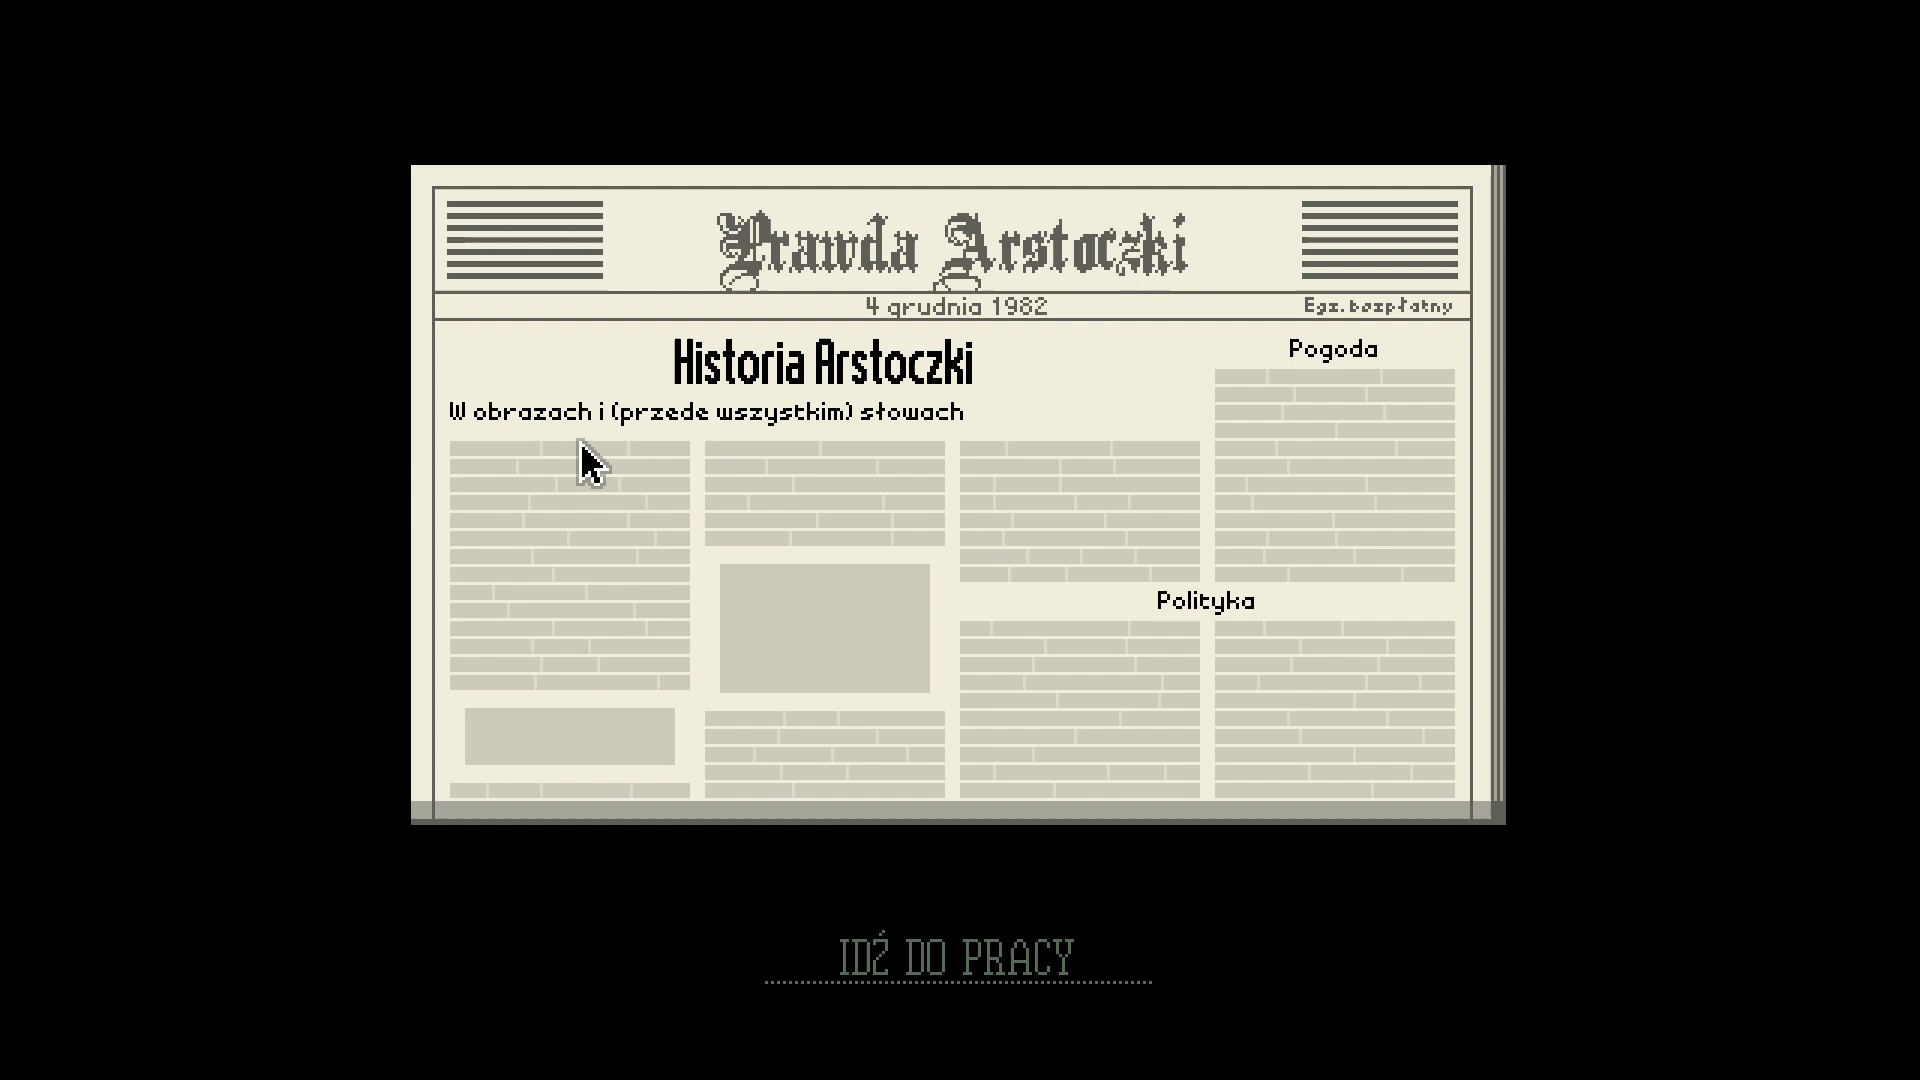 Prawda Arstoczki
4 grudnia 1982
Egz. bezpłatny
Historia Arstoczki
W obrazach i (przede wszystkim) słowach
Pogoda
Polityka
IDŹ DO PRACY